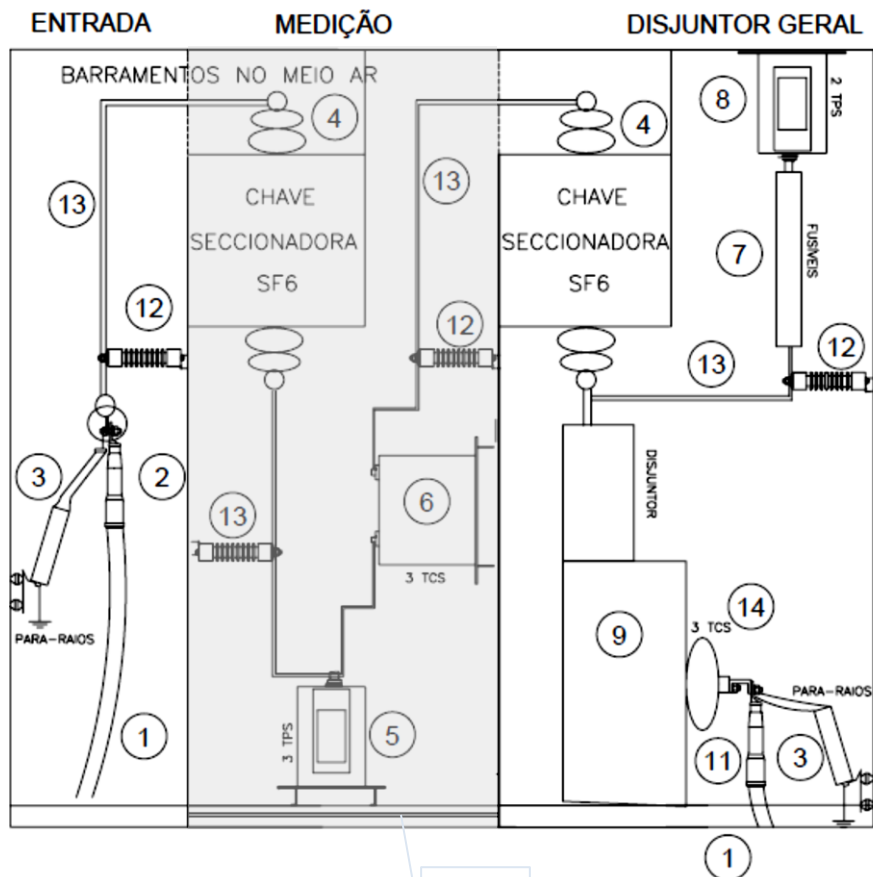 ENTRADA
MEDIÇÃO
DISJUNTOR GERAL
BARRAMENTOS NO MEIO AR
4
13
CHAVE
SECCIONADORA
SF6
12
3
2
PARA-RAIOS
1
13
12
13
6
3 TCS
3 TPS
5
4
CHAVE
SECCIONADORA
SF6
8
2 TPS
7
FUSÍVEIS
12
13
DISJUNTOR
9
3 TCS
14
PARA-RAIOS
11
3
1